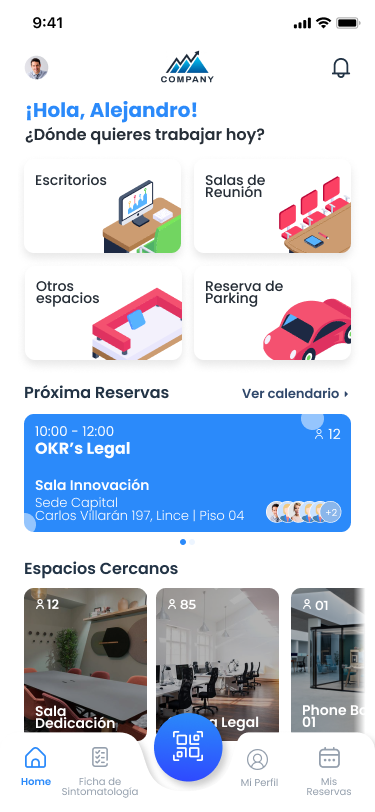 9:41
COMPANY
¡Hola, Alejandro!
¿Dónde quieres trabajar hoy?
Escritorios
Salas de
Reunión
Otros
espacios
Reserva de
Parking
Próxima Reservas
Ver calendario
10:00 - 12:00
12
OKR's Legal
Sala Innovación
Sede Capital
Carlos Villarán 197, Lince | Piso 04
+2
Espacios Cercanos
12
85
01
Sala
Dedicación
Legal
Phone Bo
01
Home
Ficha de
Sintomatología
Mi Perfil
Mis
Reservas